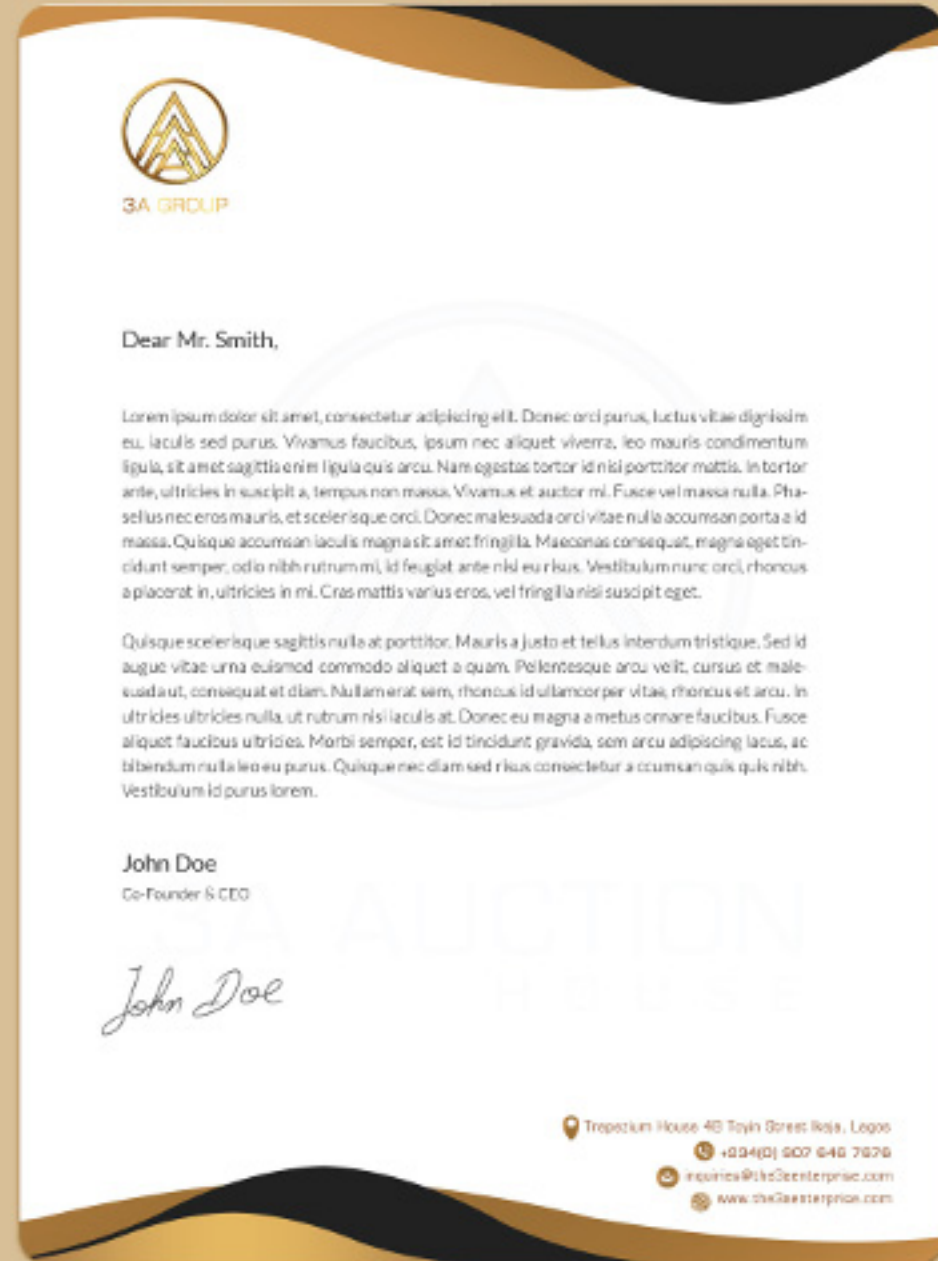 3A GROUP
Dear Mr. Smith,
Lorem ipsum dolor sit amet, consectetur adipiscing elit. Donec orci purus, luctus vitae dignissim
eu, iaculis sed purus. Vivamus faucibus, ipsum nec aliquet viverra, leo mauris condimentum
ligula, sit amet sagittis enim ligula quis arcu. Nam egestas tortor id nisi porttitor mattis. In tortor
ante, ultricies in suscipit a, tempus non massa. Vivamus et auctor mi. Fusce vel massa nulla. Pha-
sellus nec eros mauris, et scelerisque orci. Donec malesuada orci vitae nulla accumsan porta a id
massa. Quisque accumsan iaculis magna sit amet fringilla. Maecenas consequat, magna eget tin-
cidunt semper, odio nibh rutrum mi, id feugiat ante nisi eu risus. Vestibulum nunc orci, rhoncus
a placerat in, ultricies in mi. Cras mattis varius eros, vel fringilla nisi suscipit eget.
Quisque scelerisque sagittis nulla at porttitor. Mauris a justo et tellus interdum tristique. Sed id
augue vitae urna euismod commodo aliquet a quam. Pellentesque arcu velit, cursus et male-
suada ut, consequat et diam. Nullam erat sem, rhoncus id ullamcorper vitae, rhoncus et arcu. In
ultricies ultricies nulla, ut rutrum nisi iaculis at. Donec eu magna a metus ornare faucibus. Fusce
aliquet faucibus ultricies. Morbi semper, est id tincidunt gravida, sem arcu adipiscing lacus, ac
bibendum nulla leo eu purus. Quisque nec diam sed risus consectetur a ccumsan quis quis nibh.
Vestibulum id purus lorem.
John Doe
Co-Founder & CEO
3A AUCTION
HOUSE
John Doe
Trapezium House 4B Toyin Street Ikeja, Lagos
+234(0) 907 646 7676
inquiries@the3aenterprise.com
www.the3aenterprice.com